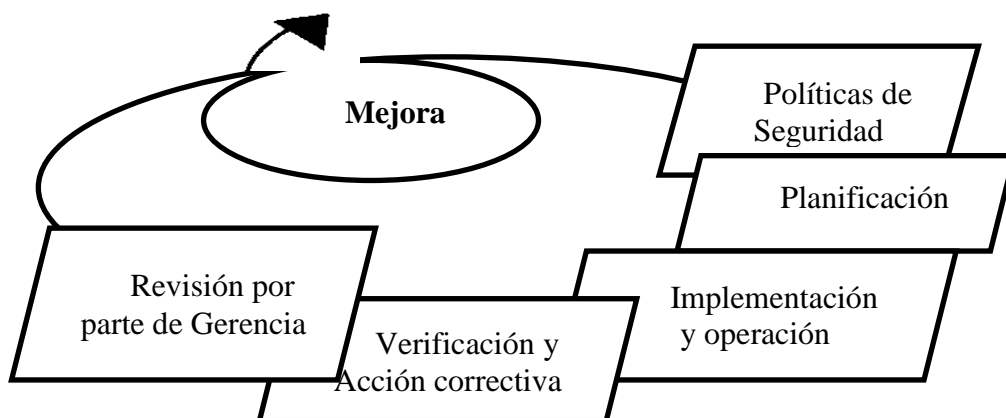 Mejora
Políticas de
Seguridad
Planificación
Implementación
y operación
Verificación y
Acción correctiva
Revisión por
parte de Gerencia